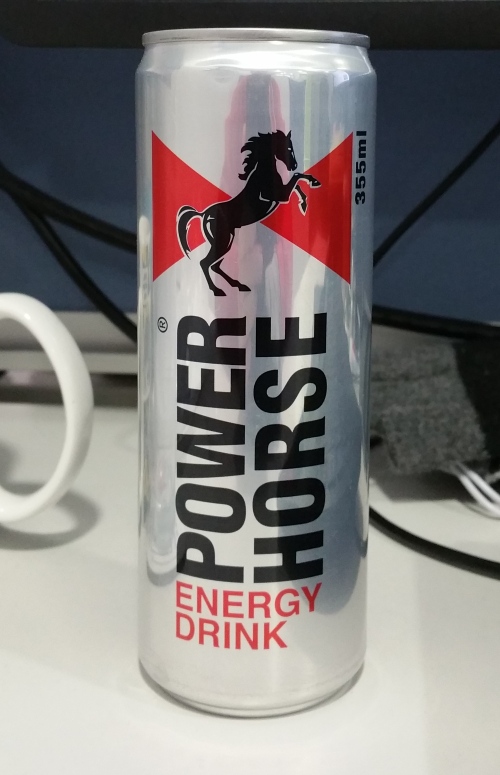 355ml
®
POWER
HORSE
ENERGY
DRINK